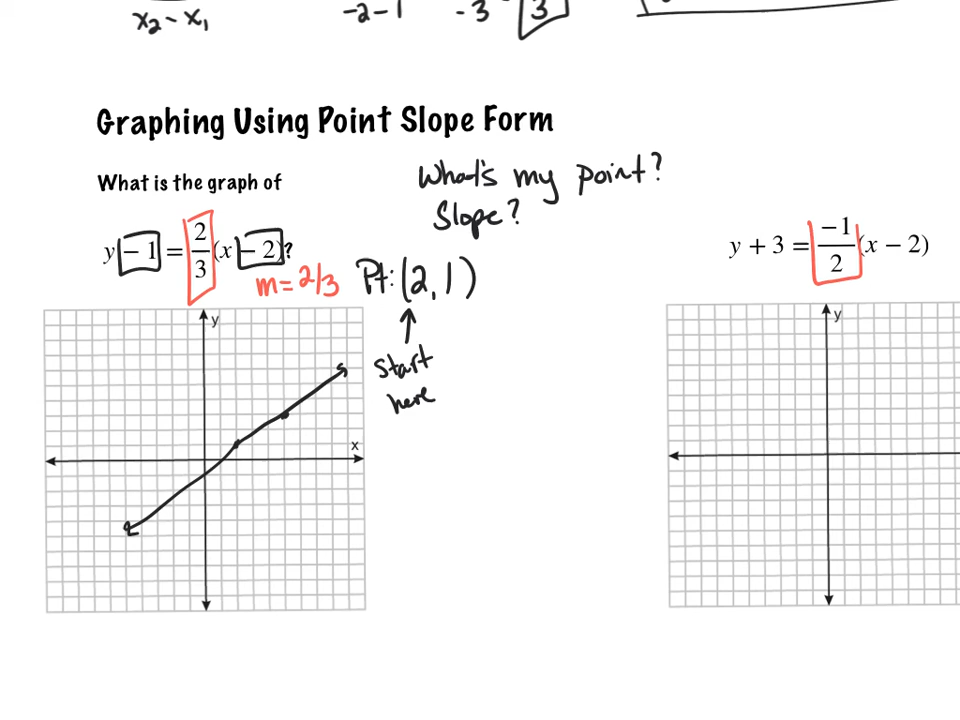 x₂ - x₁
-2-1
-3
3
Graphing Using Point Slope Form
What is the graph of
What's my point?
Slope?
y - 1 = 2/3 (x - 2)?
m = 2/3
Pt: (2, 1)
Start
here
y
x
y + 3 = -1/2 (x - 2)
y